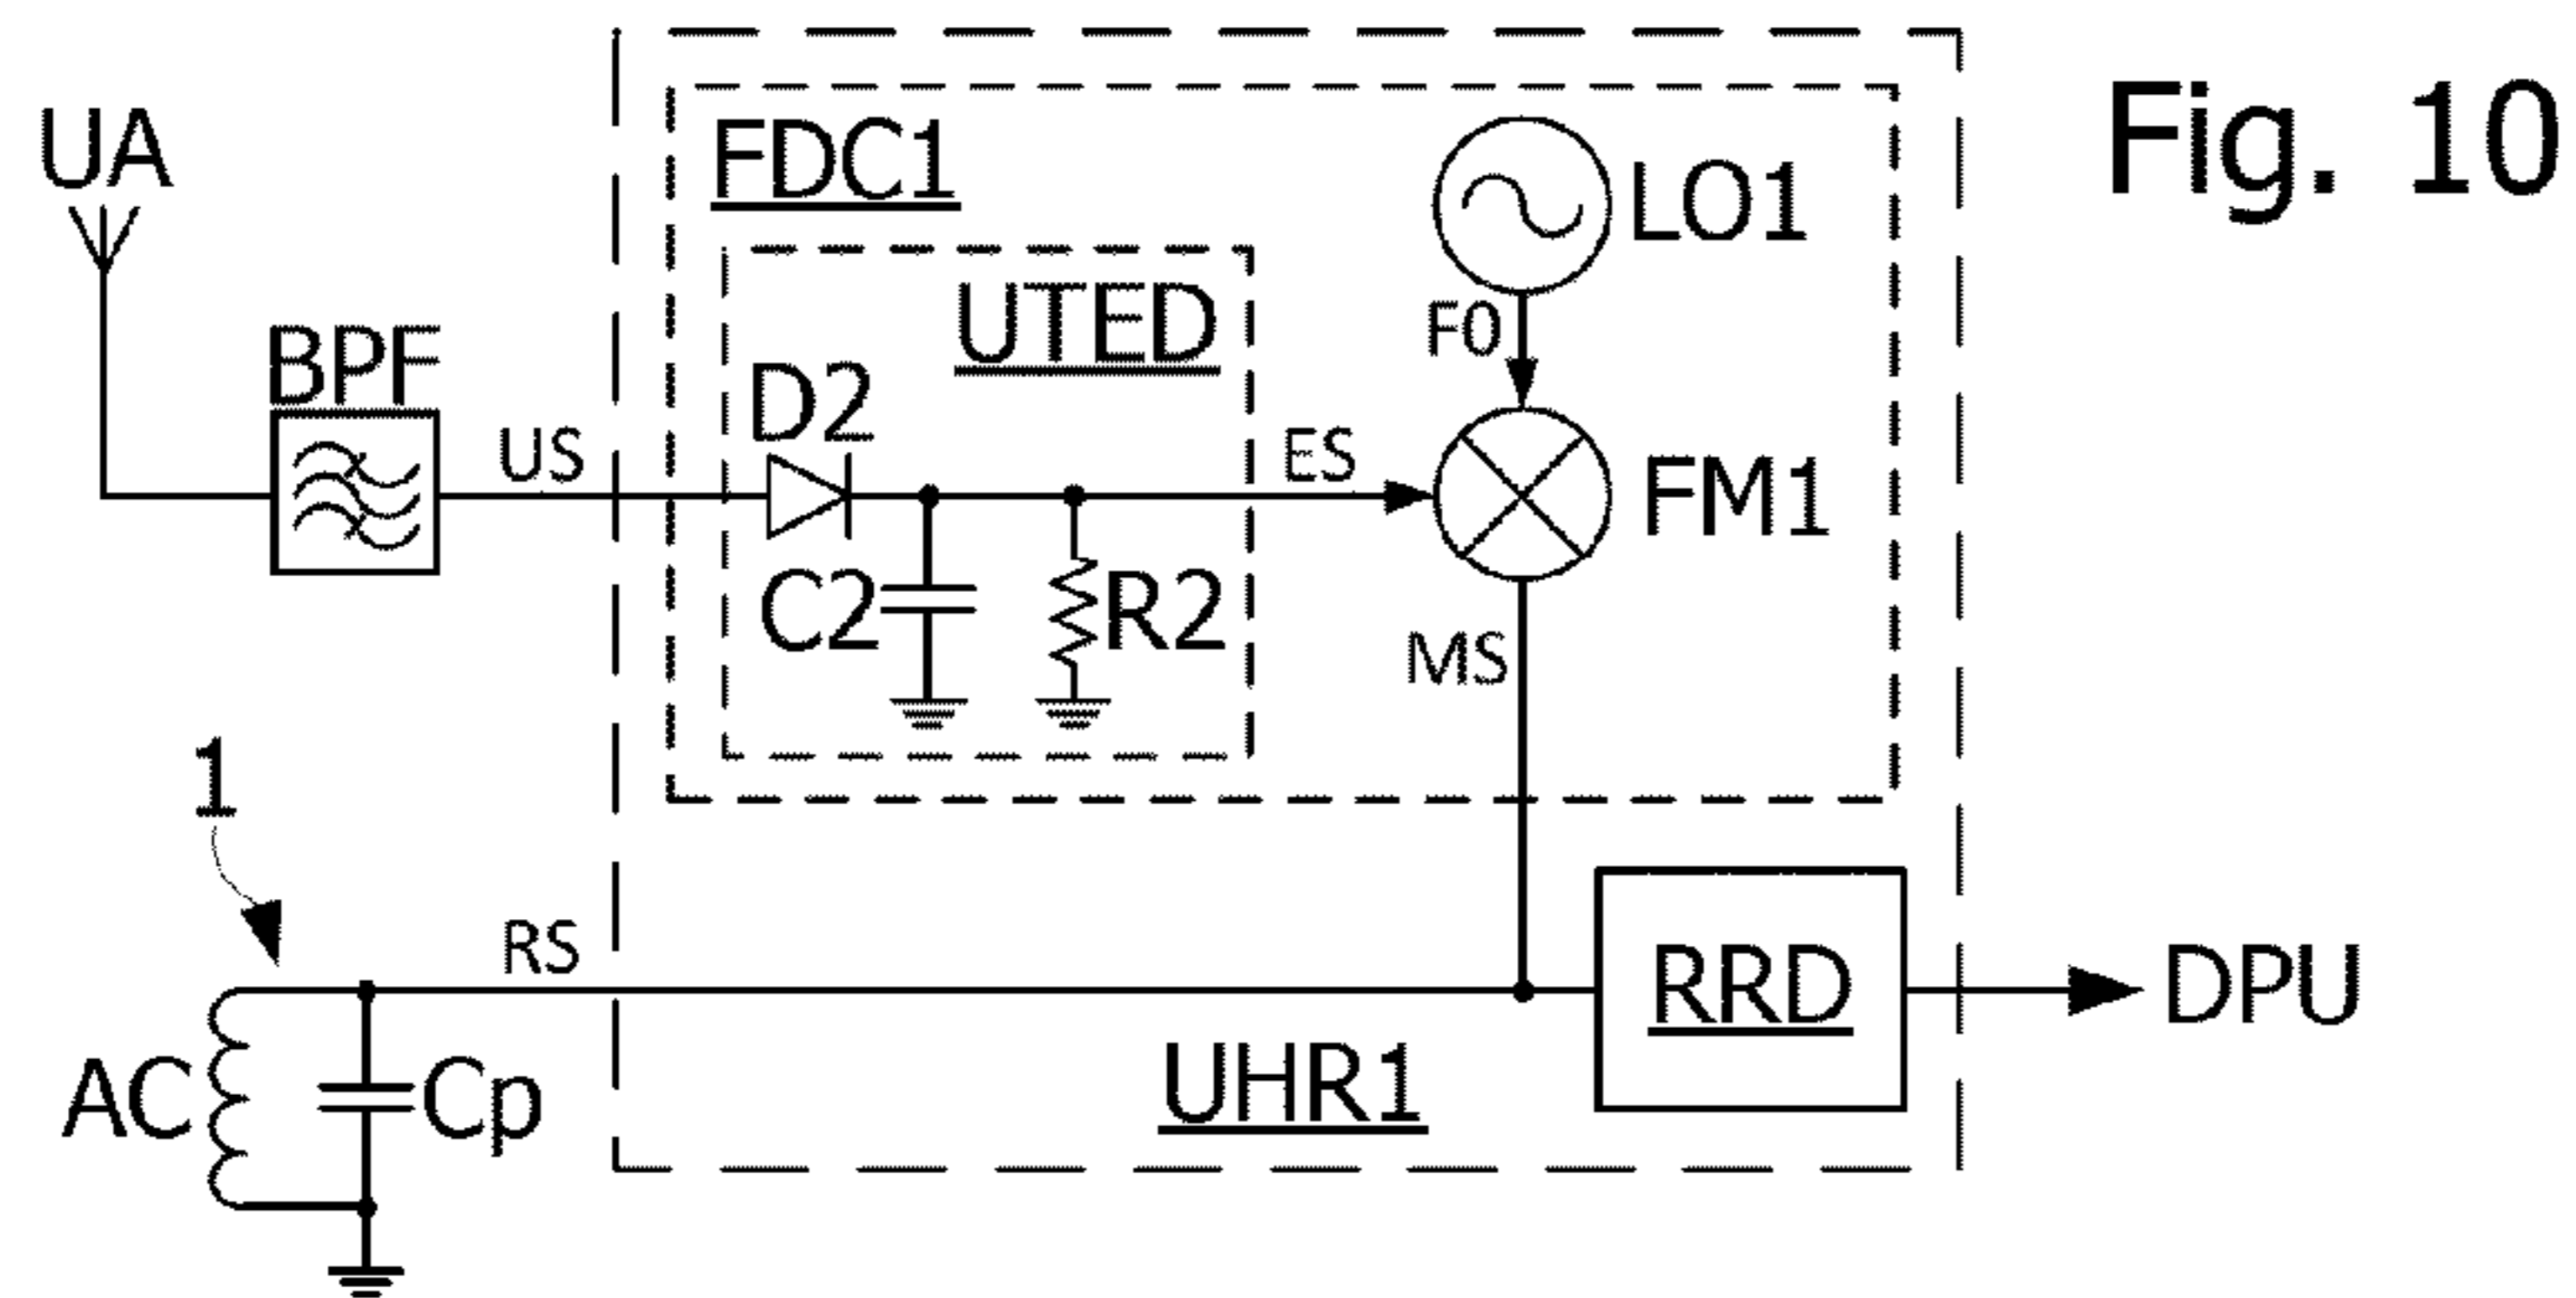 Fig. 10
UA
FDC1
LO1
UTED
F0
BPF
D2
US
ES
FM1
C2
R2
MS
1
RS
RRD
DPU
UHR1
AC
Cp